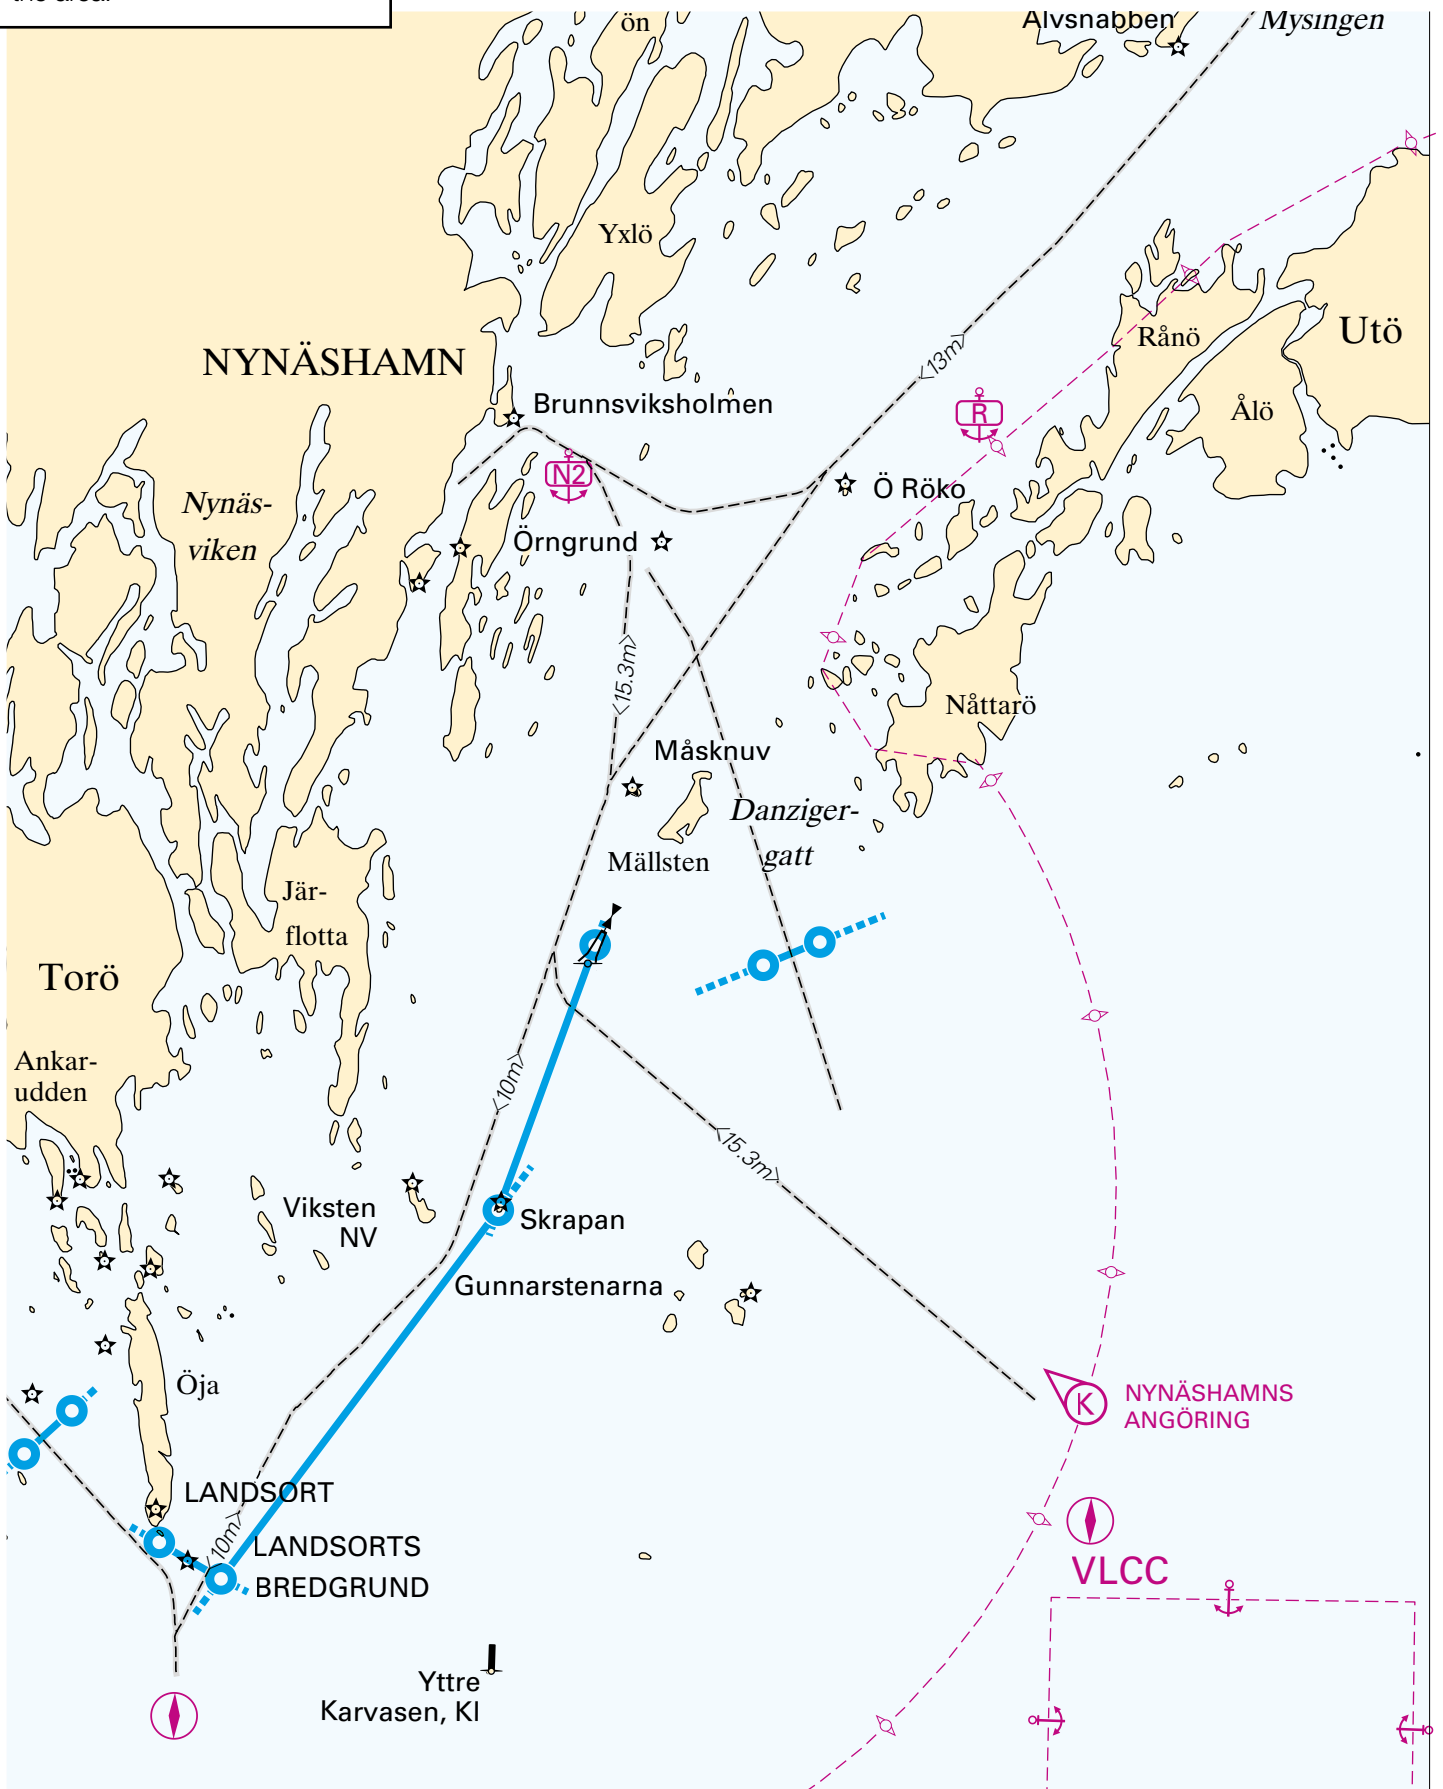 the area.
ön
Älvsnabben
Mysingen
Yxlö
Utö
Rånö
NYNÄSHAMN
<13m>
Brunnsviksholmen
R
Ålö
N2
Ö Röko
Nynäs-
viken
Örngrund
<15.3m>
Nåttarö
Måsknuv
Danziger-
gatt
Mällsten
Jär-
flotta
Torö
Ankar-
udden
<10m>
<15.3m>
Viksten
NV
Skrapan
Gunnarstenarna
Öja
K
NYNÄSHAMNS
ANGÖRING
LANDSORT
<10m>
LANDSORTS
BREDGRUND
VLCC
Yttre
Karvasen, Kl